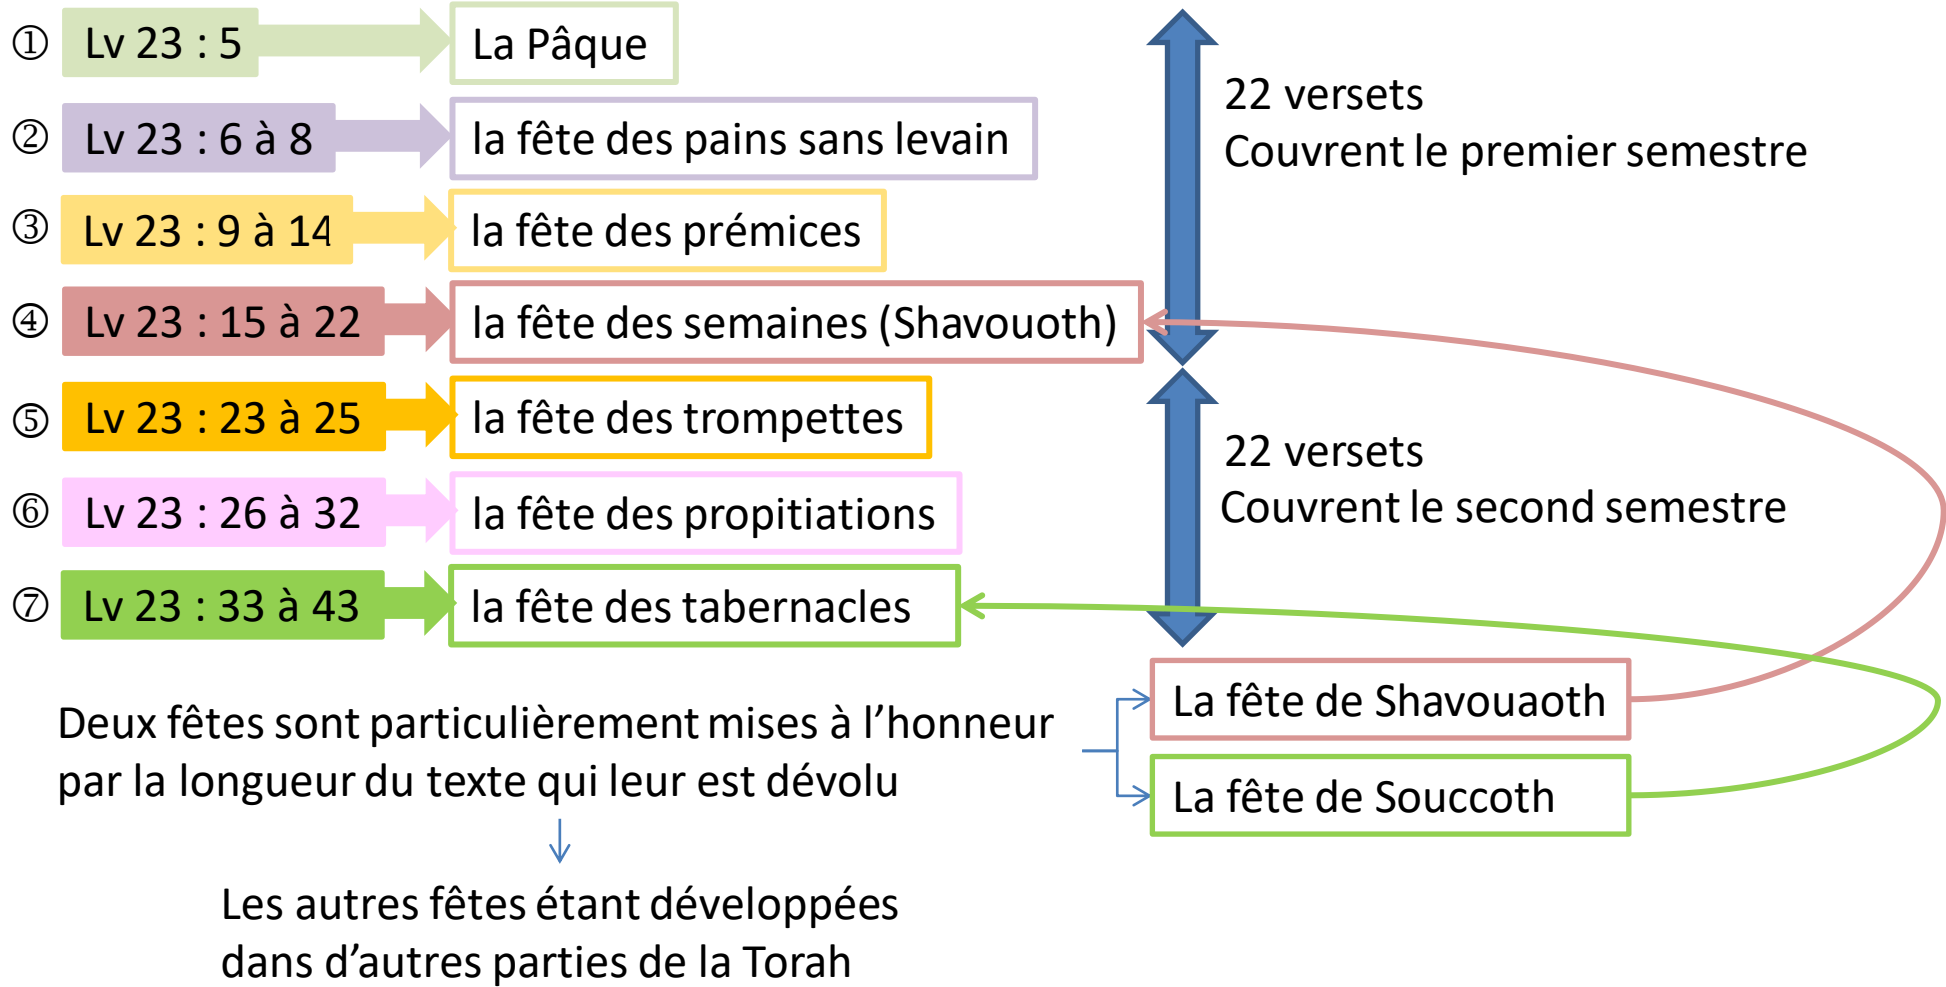 ① Lv 23 : 5 La Pâque
② Lv 23 : 6 à 8 la fête des pains sans levain
③ Lv 23 : 9 à 14 la fête des prémices
④ Lv 23 : 15 à 22 la fête des semaines (Shavouoth)
22 versets
Couvrent le premier semestre
⑤ Lv 23 : 23 à 25 la fête des trompettes
⑥ Lv 23 : 26 à 32 la fête des propitiations
⑦ Lv 23 : 33 à 43 la fête des tabernacles
22 versets
Couvrent le second semestre
Deux fêtes sont particulièrement mises à l’honneur
par la longueur du texte qui leur est dévolu
La fête de Shavouaoth
La fête de Souccoth
Les autres fêtes étant développées
dans d’autres parties de la Torah